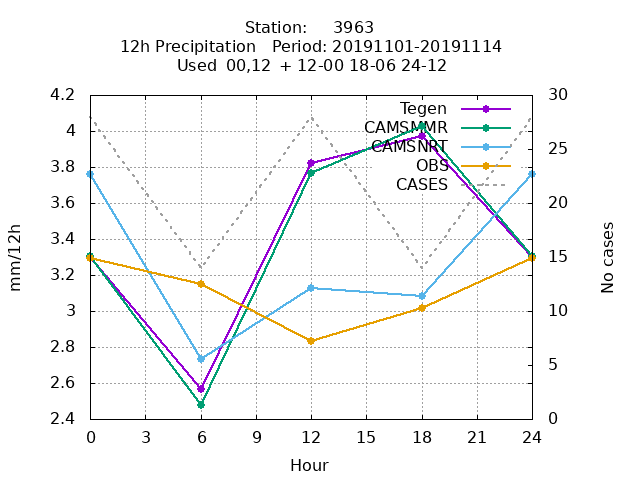 Station: 3963
12h Precipitation Period: 20191101-20191114
Used 00,12 + 12-00 18-06 24-12
4.2
4
3.8
3.6
3.4
3.2
3
2.8
2.6
2.4
mm/12h
30
25
20
15
10
5
0
No cases
Tegen
CAMSMMR
CAMSNRT
OBS
CASES
0 3 6 9 12 15 18 21 24
Hour